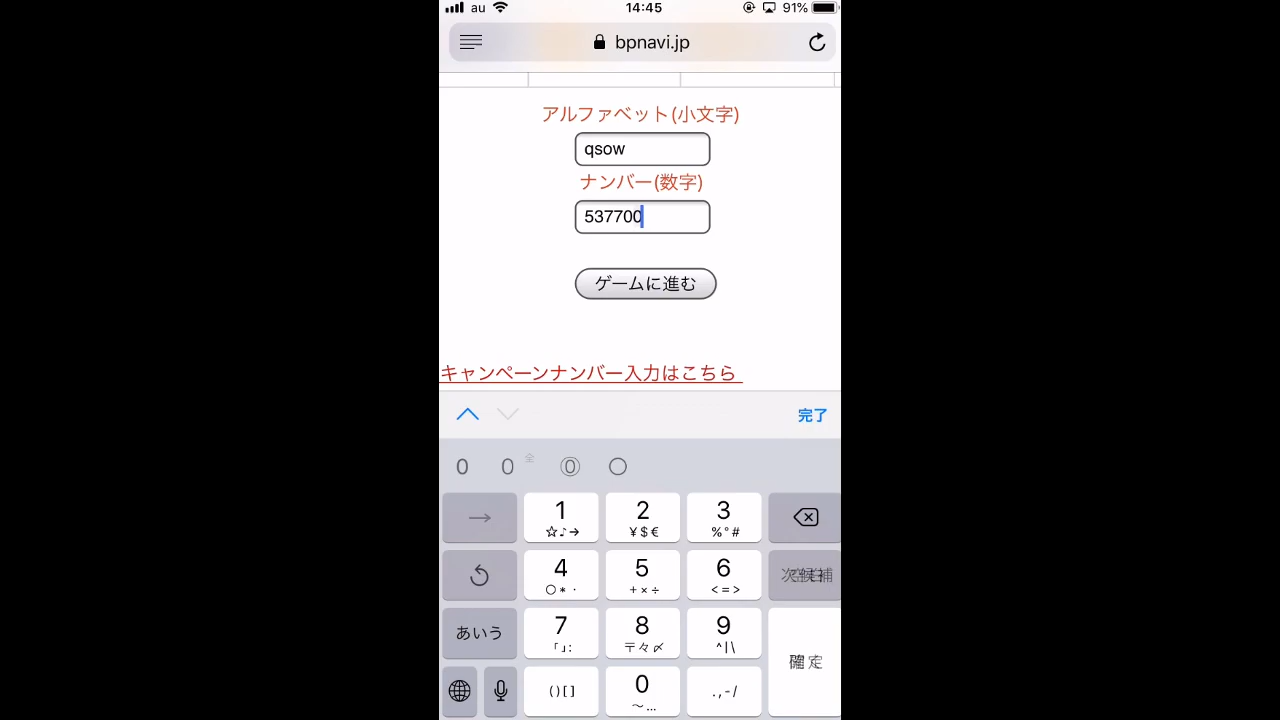 au 14:45 91%
bpnavi.jp
アルファベット(小文字)
qsow
ナンバー(数字)
537700
ゲームに進む
キャンペーンナンバー入力はこちら
完了
0 0 全 ⓪ ○
→ 1 2 3
☆♪→ ¥$€ %°#
4 5 6
○*・ +×÷ <=>
あいう 7 8 9
「」: 〒々〆 ^|\
()[] 0 .,-/
～…
確定